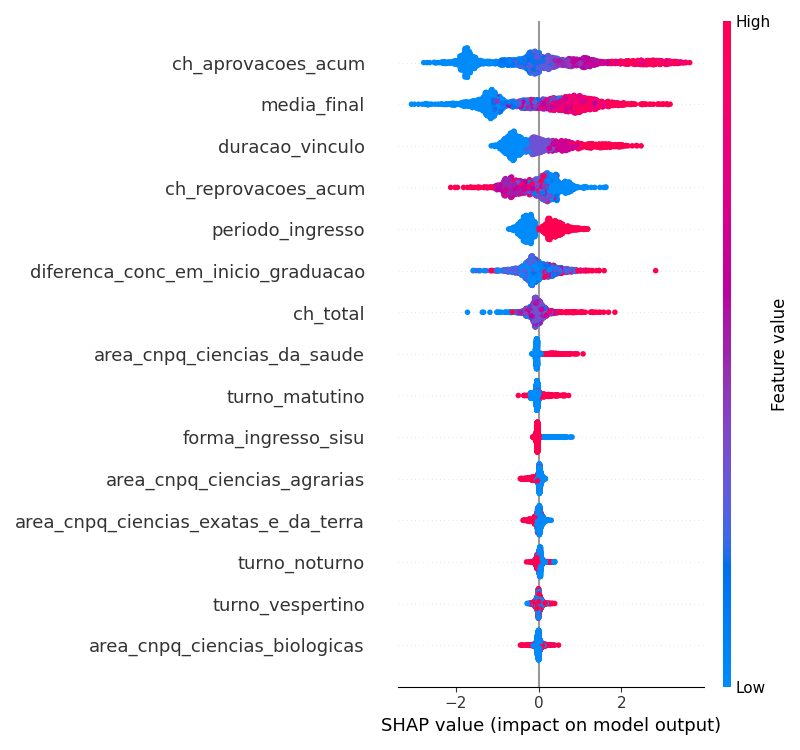 High
ch_aprovacoes_acum
media_final
duracao_vinculo
ch_reprovacoes_acum
periodo_ingresso
diferenca_conc_em_inicio_graduacao
ch_total
area_cnpq_ciencias_da_saude
turno_matutino
forma_ingresso_sisu
area_cnpq_ciencias_agrarias
area_cnpq_ciencias_exatas_e_da_terra
turno_noturno
turno_vespertino
area_cnpq_ciencias_biologicas
Feature value
Low
−2 0 2
SHAP value (impact on model output)